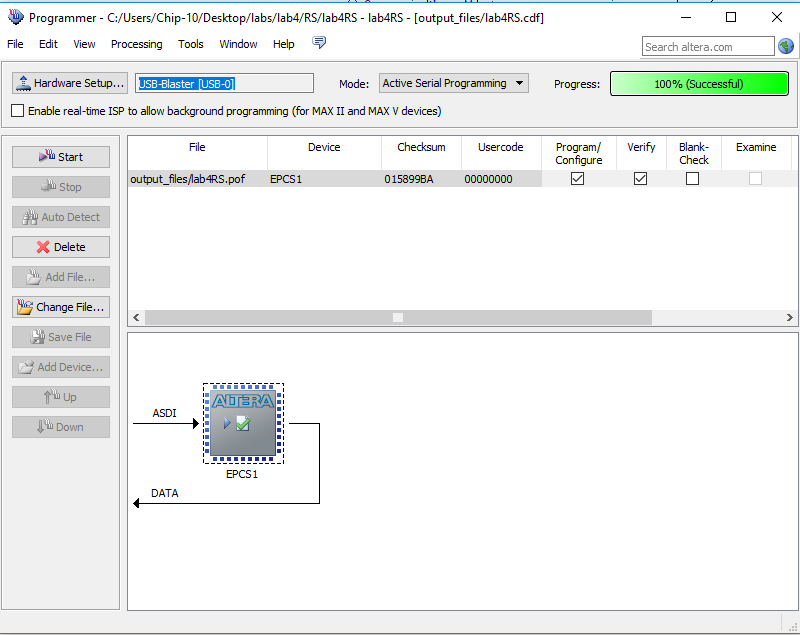 Programmer - C:/Users/Chip-10/Desktop/labs/lab4/RS/lab4RS - lab4RS - [output_files/lab4RS.cdf]
File Edit View Processing Tools Window Help
Search altera.com
Hardware Setup... USB-Blaster [USB-0] Mode: Active Serial Programming Progress: 100% (Successful)
Enable real-time ISP to allow background programming (for MAX II and MAX V devices)
Start
Stop
Auto Detect
Delete
Add File...
Change File...
Save File
Add Device...
Up
Down
File Device Checksum Usercode Program/ Verify Blank- Examine
Configure Check
output_files/lab4RS.pof EPCS1 015899BA 00000000
ASDI
ALTERA
EPCS1
DATA